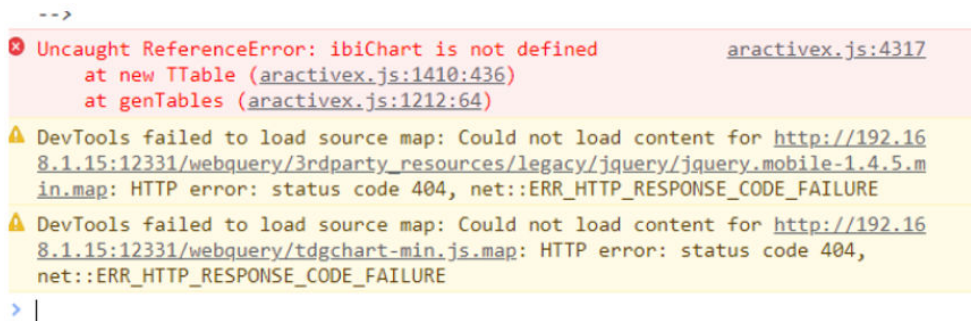 -->
Uncaught ReferenceError: ibiChart is not defined aractivex.js:4317
at new TTable (aractivex.js:1410:436)
at genTables (aractivex.js:1212:64)
DevTools failed to load source map: Could not load content for http://192.16
8.1.15:12331/webquery/3rdparty_resources/legacy/jquery/jquery.mobile-1.4.5.m
in.map: HTTP error: status code 404, net::ERR_HTTP_RESPONSE_CODE_FAILURE
DevTools failed to load source map: Could not load content for http://192.16
8.1.15:12331/webquery/tdgchart-min.js.map: HTTP error: status code 404,
net::ERR_HTTP_RESPONSE_CODE_FAILURE
>